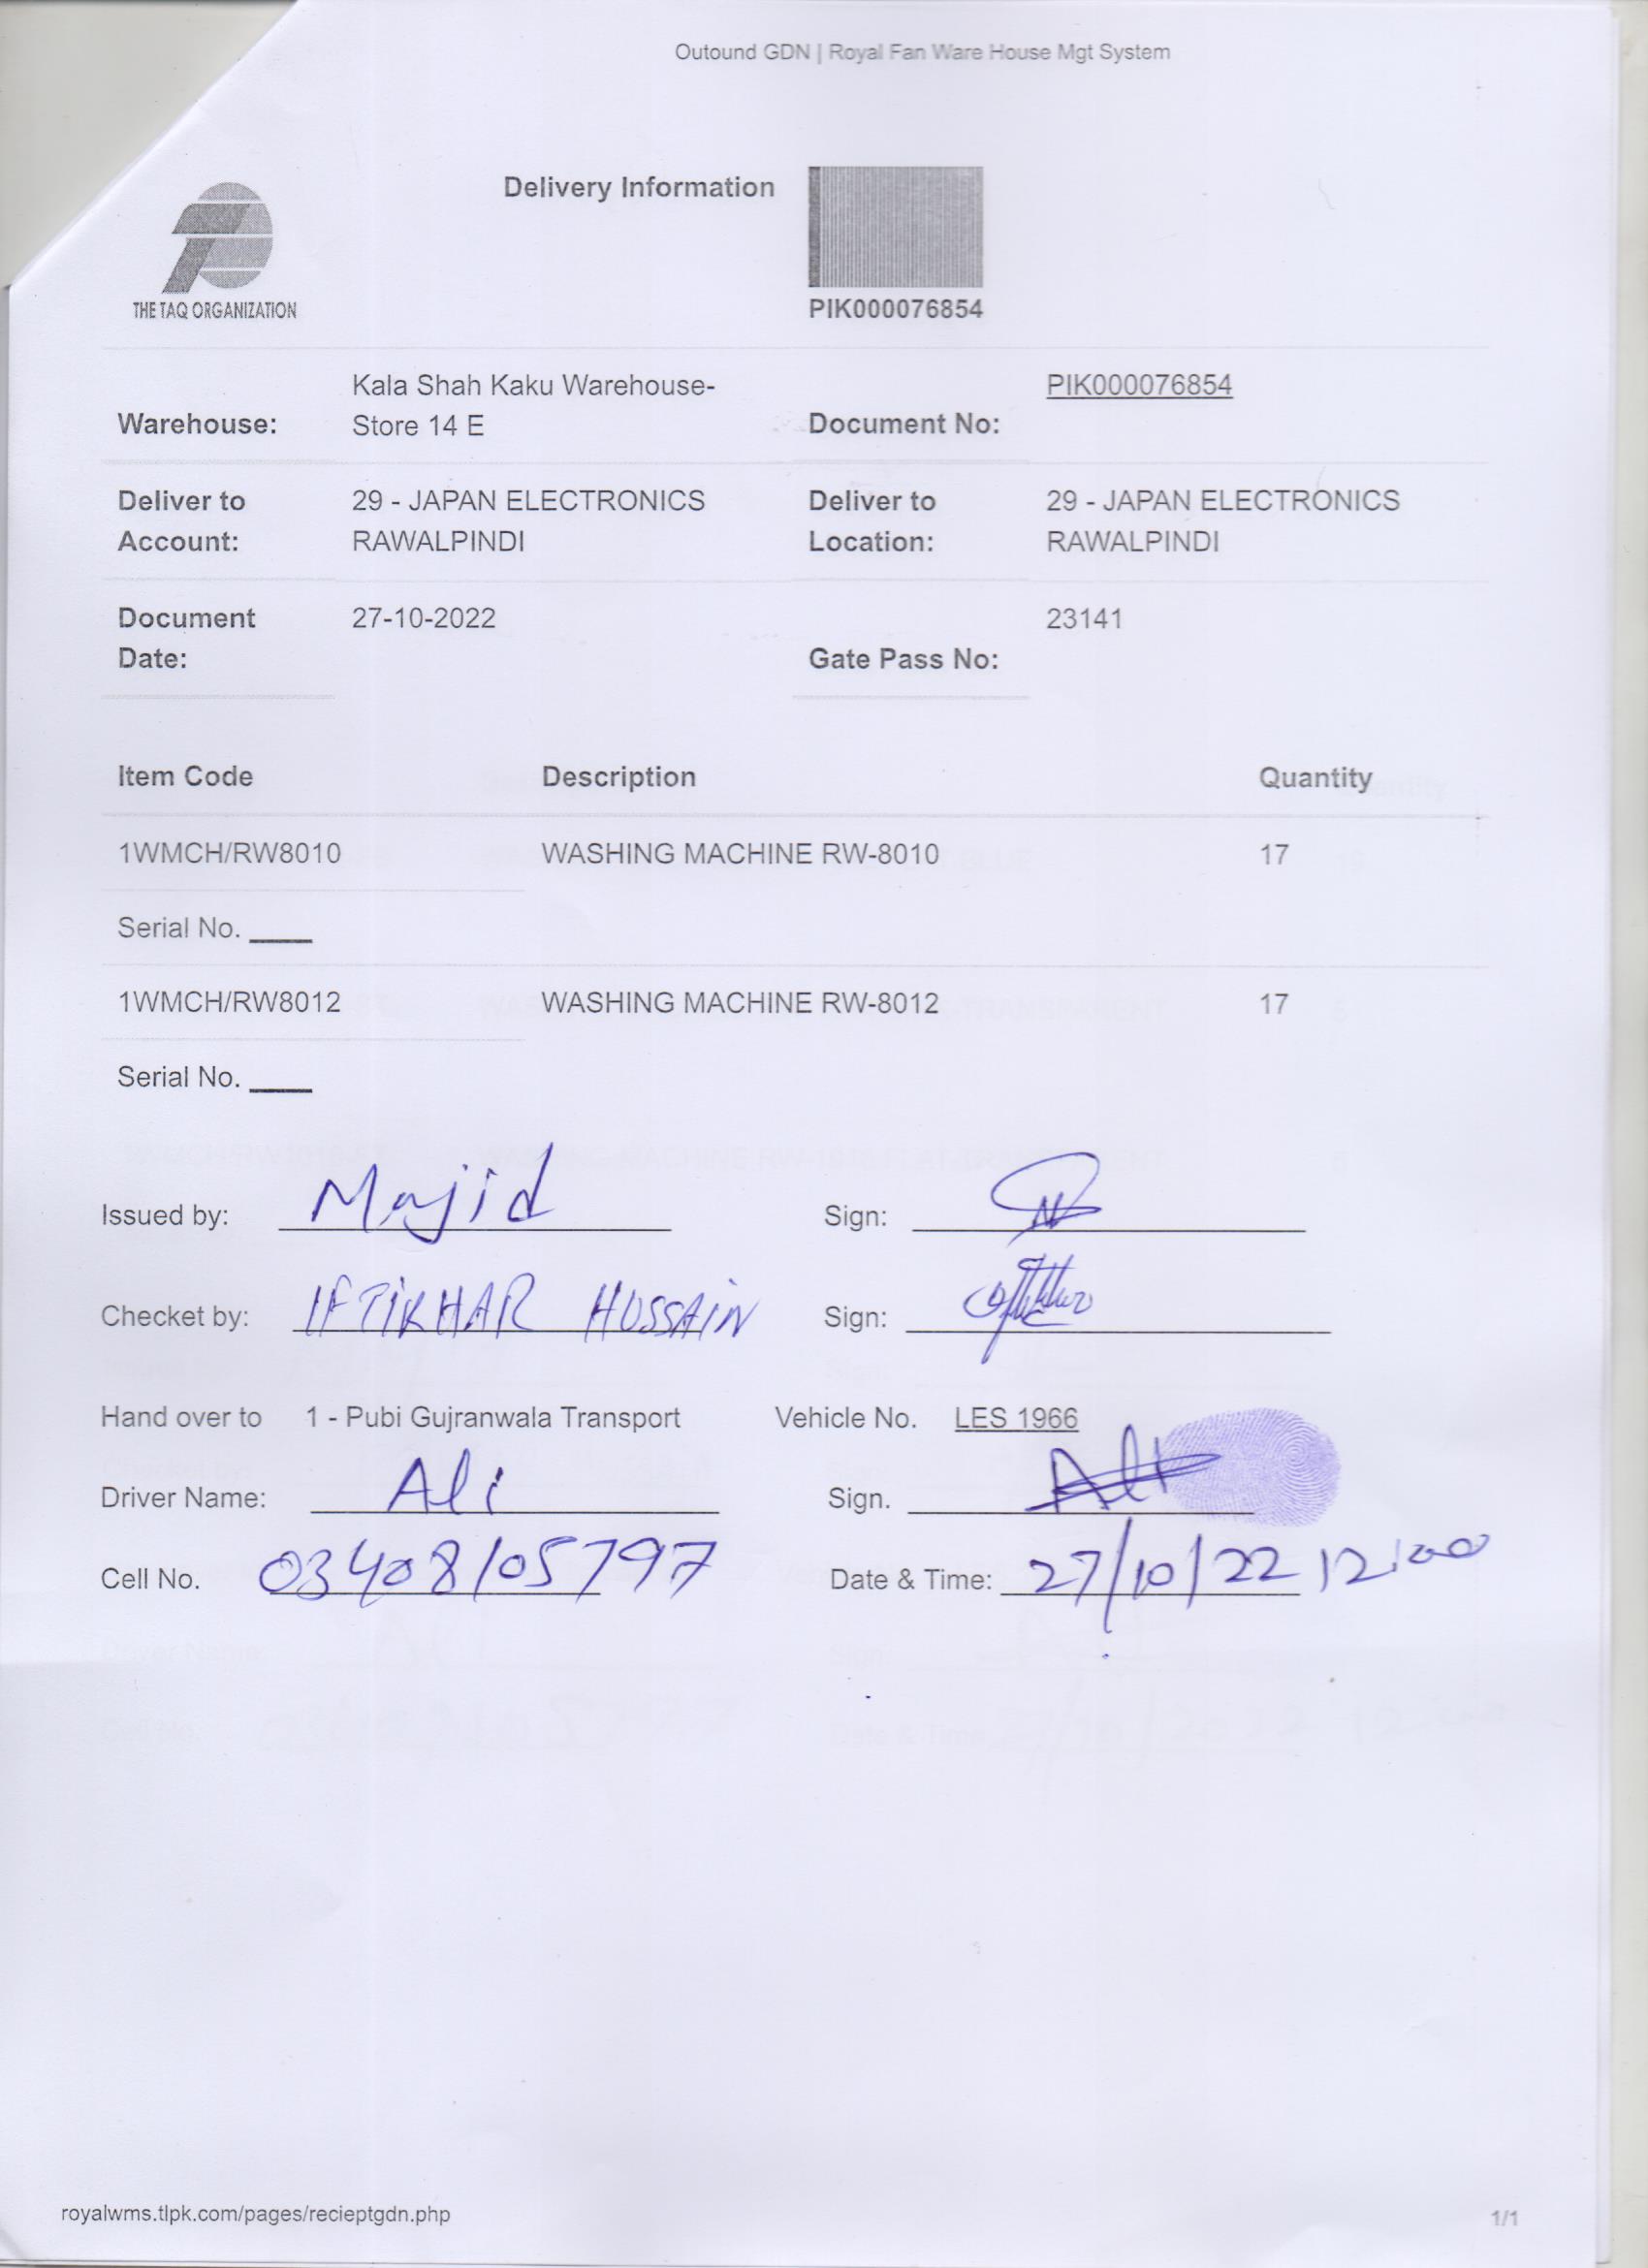 Outound GDN | Royal Fan Ware House Mgt System
Delivery Information
THE TAQ ORGANIZATION
PIK000076854
Warehouse: Kala Shah Kaku Warehouse-
Store 14 E
Document No: PIK000076854
Deliver to Account: 29 - JAPAN ELECTRONICS
RAWALPINDI
Deliver to Location: 29 - JAPAN ELECTRONICS
RAWALPINDI
Document Date: 27-10-2022
Gate Pass No: 23141
Item Code Description Quantity
1WMCH/RW8010 WASHING MACHINE RW-8010 17
Serial No. ____
1WMCH/RW8012 WASHING MACHINE RW-8012 17
Serial No. ____
Issued by: Majid Sign:
Checket by: IFTIKHAR HUSSAIN Sign:
Hand over to 1 - Pubi Gujranwala Transport Vehicle No. LES 1966
Driver Name: Ali Sign. Ali
Cell No. 03408105797 Date & Time: 27/10/22 12:00
royalwms.tlpk.com/pages/recieptgdn.php 1/1